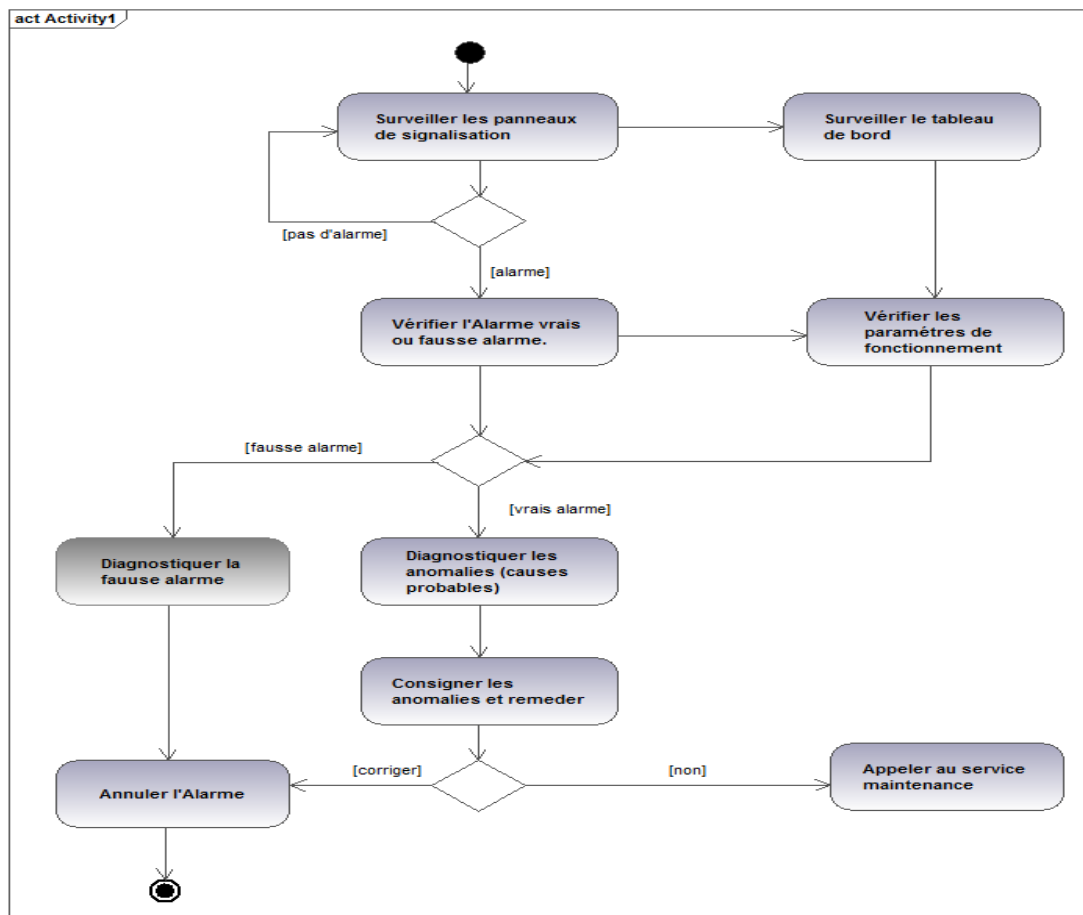 act Activity1
Surveiller les panneaux
de signalisation
Surveiller le tableau
de bord
[pas d'alarme]
[alarme]
Vérifier l'Alarme vrais
ou fausse alarme.
Vérifier les
paramétres de
fonctionnement
[fausse alarme]
[vrais alarme]
Diagnostiquer la
fauuse alarme
Diagnostiquer les
anomalies (causes
probables)
Consigner les
anomalies et remeder
[corriger]
[non]
Annuler l'Alarme
Appeler au service
maintenance